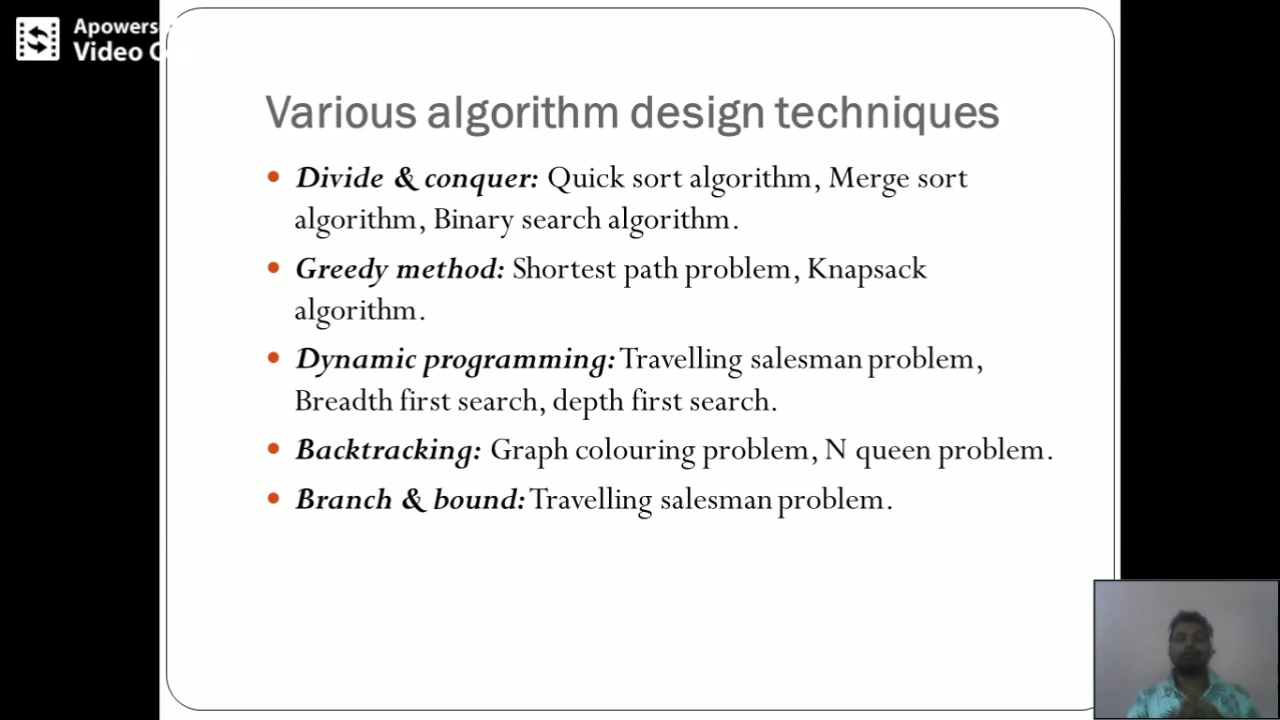 Apowers
Video
Various algorithm design techniques
Divide & conquer: Quick sort algorithm, Merge sort
algorithm, Binary search algorithm.
Greedy method: Shortest path problem, Knapsack
algorithm.
Dynamic programming: Travelling salesman problem,
Breadth first search, depth first search.
Backtracking: Graph colouring problem, N queen problem.
Branch & bound: Travelling salesman problem.